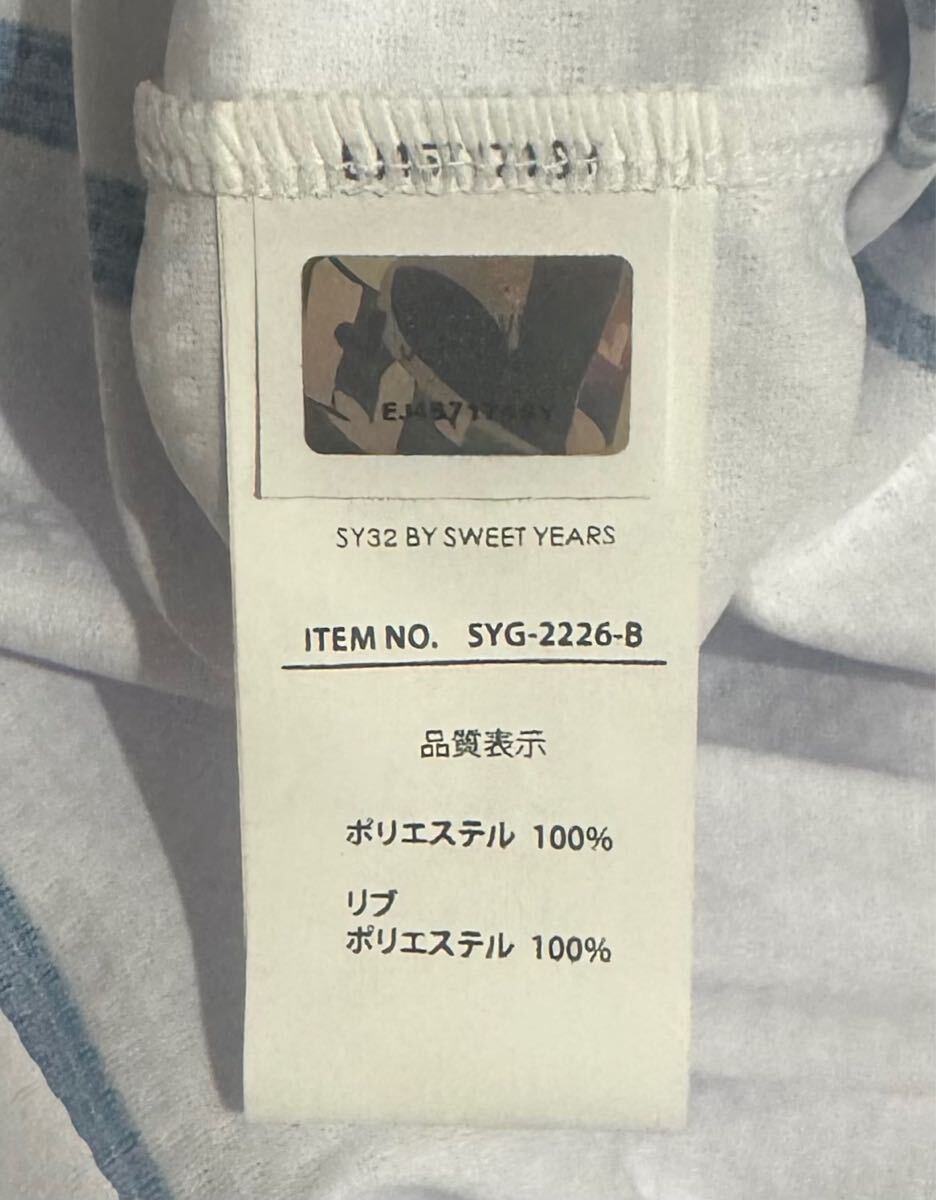 SY32 BY SWEET YEARS
ITEM NO. SYG-2226-B
品質表示
ポリエステル 100%
リブ
ポリエステル 100%